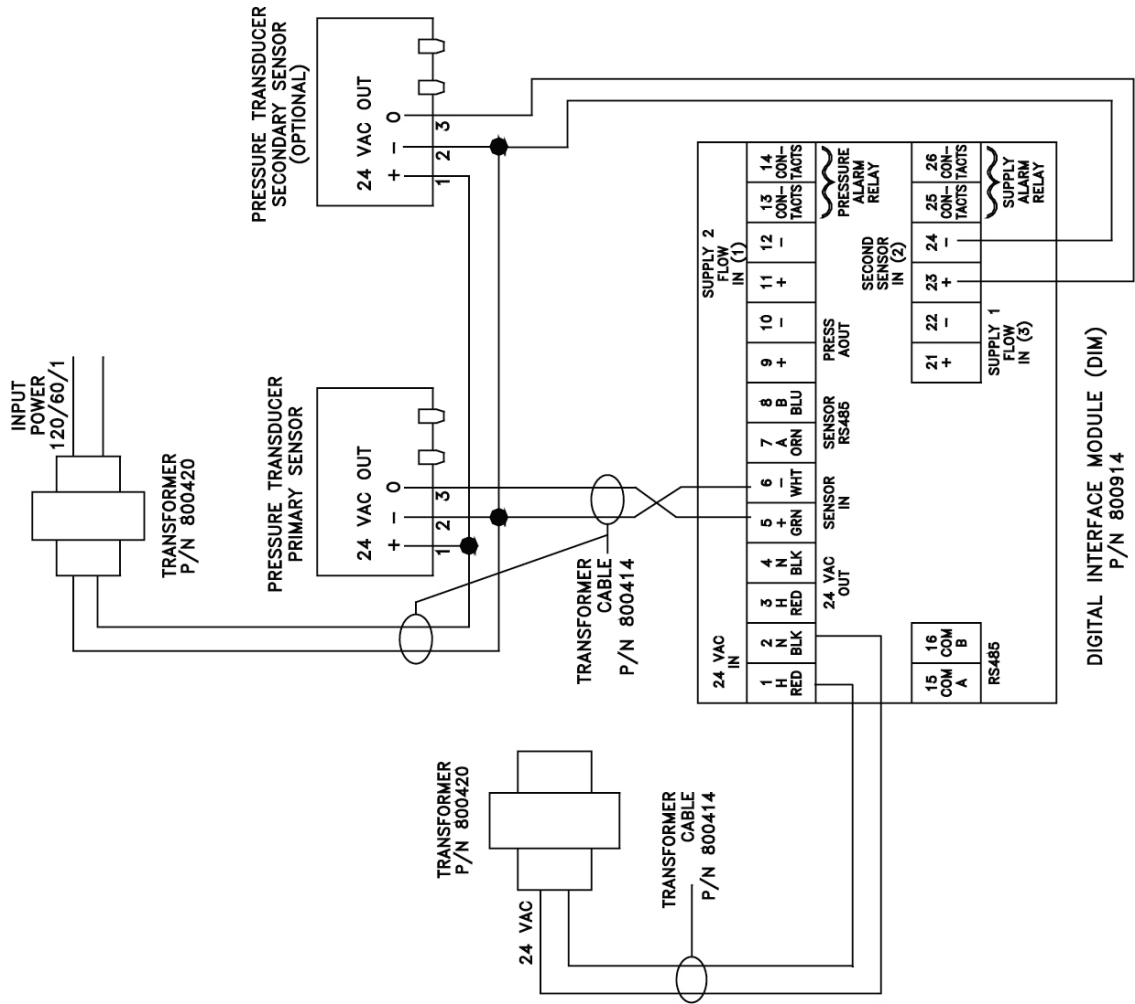 INPUT
POWER
120/60/1
TRANSFORMER
P/N 800420
PRESSURE TRANSDUCER
SECONDARY SENSOR
(OPTIONAL)
24 VAC OUT
+ - O
1 2 3
PRESSURE TRANSDUCER
PRIMARY SENSOR
24 VAC OUT
+ - O
1 2 3
TRANSFORMER
CABLE
P/N 800414
TRANSFORMER
P/N 800420
24 VAC
TRANSFORMER
CABLE
P/N 800414
24 VAC
IN
SUPPLY 2
FLOW
IN (1)
1
H
RED
2
N
BLK
3
H
RED
4
N
BLK
5
+
GRN
6
-
WHT
7
A
ORN
8
B
BLU
9
+
10
-
11
+
12
-
13
CON-
TACTS
14
CON-
TACTS
24 VAC
OUT
SENSOR
IN
SENSOR
RS485
PRESS
AOUT
PRESSURE
ALARM
RELAY
SECOND
SENSOR
IN (2)
15
COM
A
16
COM
B
21
+
22
-
23
+
24
-
25
CON-
TACTS
26
CON-
TACTS
RS485
SUPPLY 1
FLOW
IN (3)
SUPPLY
ALARM
RELAY
DIGITAL INTERFACE MODULE (DIM)
P/N 800914